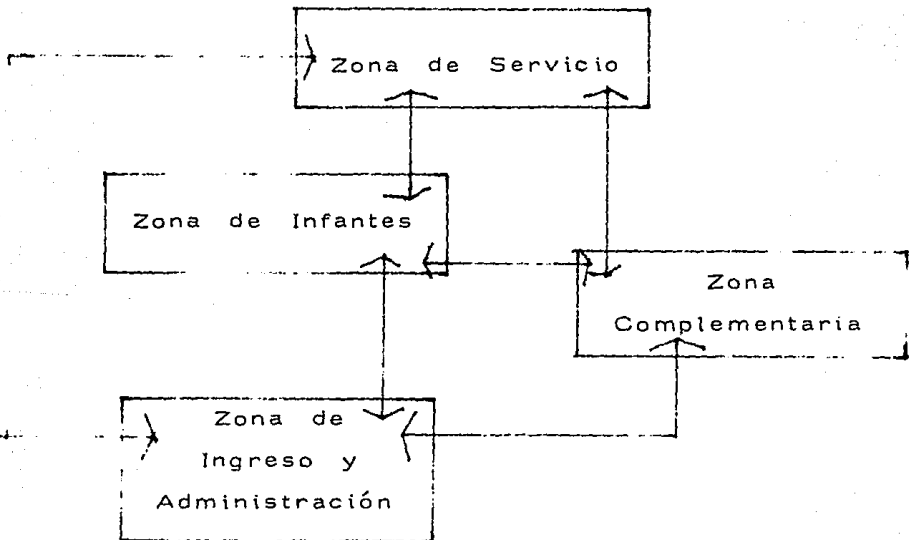 Zona de Servicio
Zona de Infantes
Zona
Complementaria
Zona de
Ingreso y
Administración